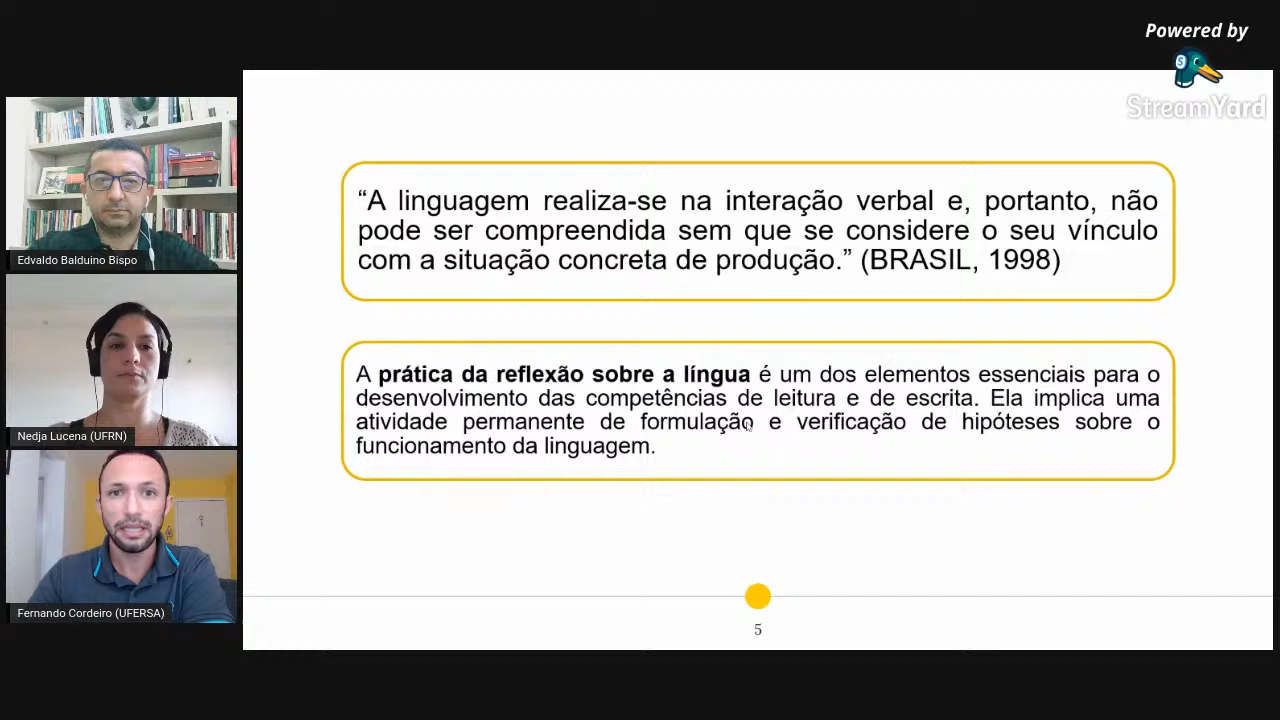 Powered by
StreamYard
Edvaldo Balduino Bispo
Nedja Lucena (UFRN)
Fernando Cordeiro (UFERSA)
“A linguagem realiza-se na interação verbal e, portanto, não
pode ser compreendida sem que se considere o seu vínculo
com a situação concreta de produção.” (BRASIL, 1998)
A prática da reflexão sobre a língua é um dos elementos essenciais para o
desenvolvimento das competências de leitura e de escrita. Ela implica uma
atividade permanente de formulação e verificação de hipóteses sobre o
funcionamento da linguagem.
5